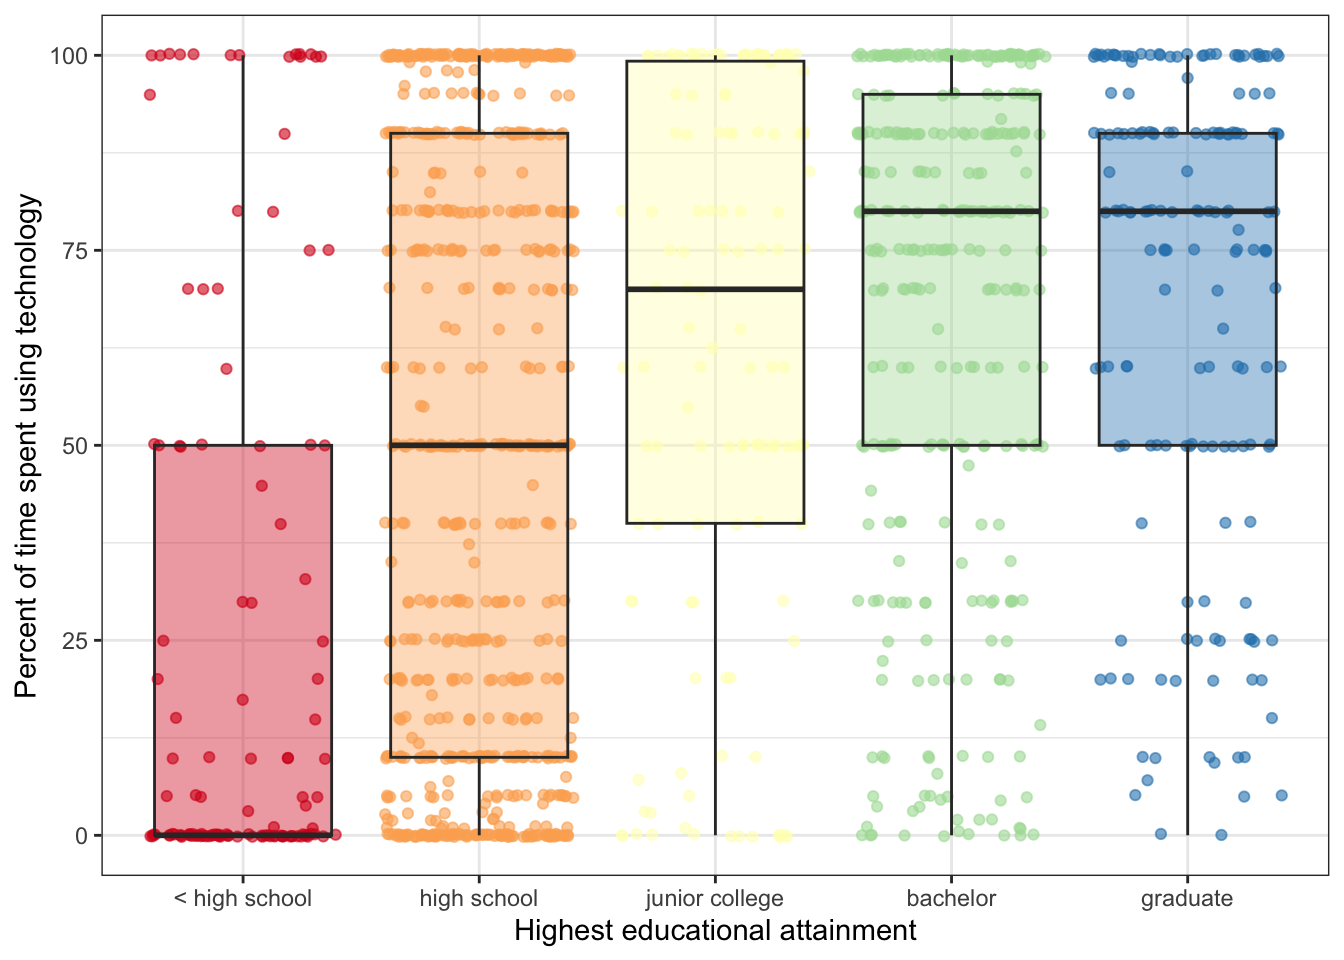 Percent of time spent using technology
100
75
50
25
0
< high school
high school
junior college
bachelor
graduate
Highest educational attainment